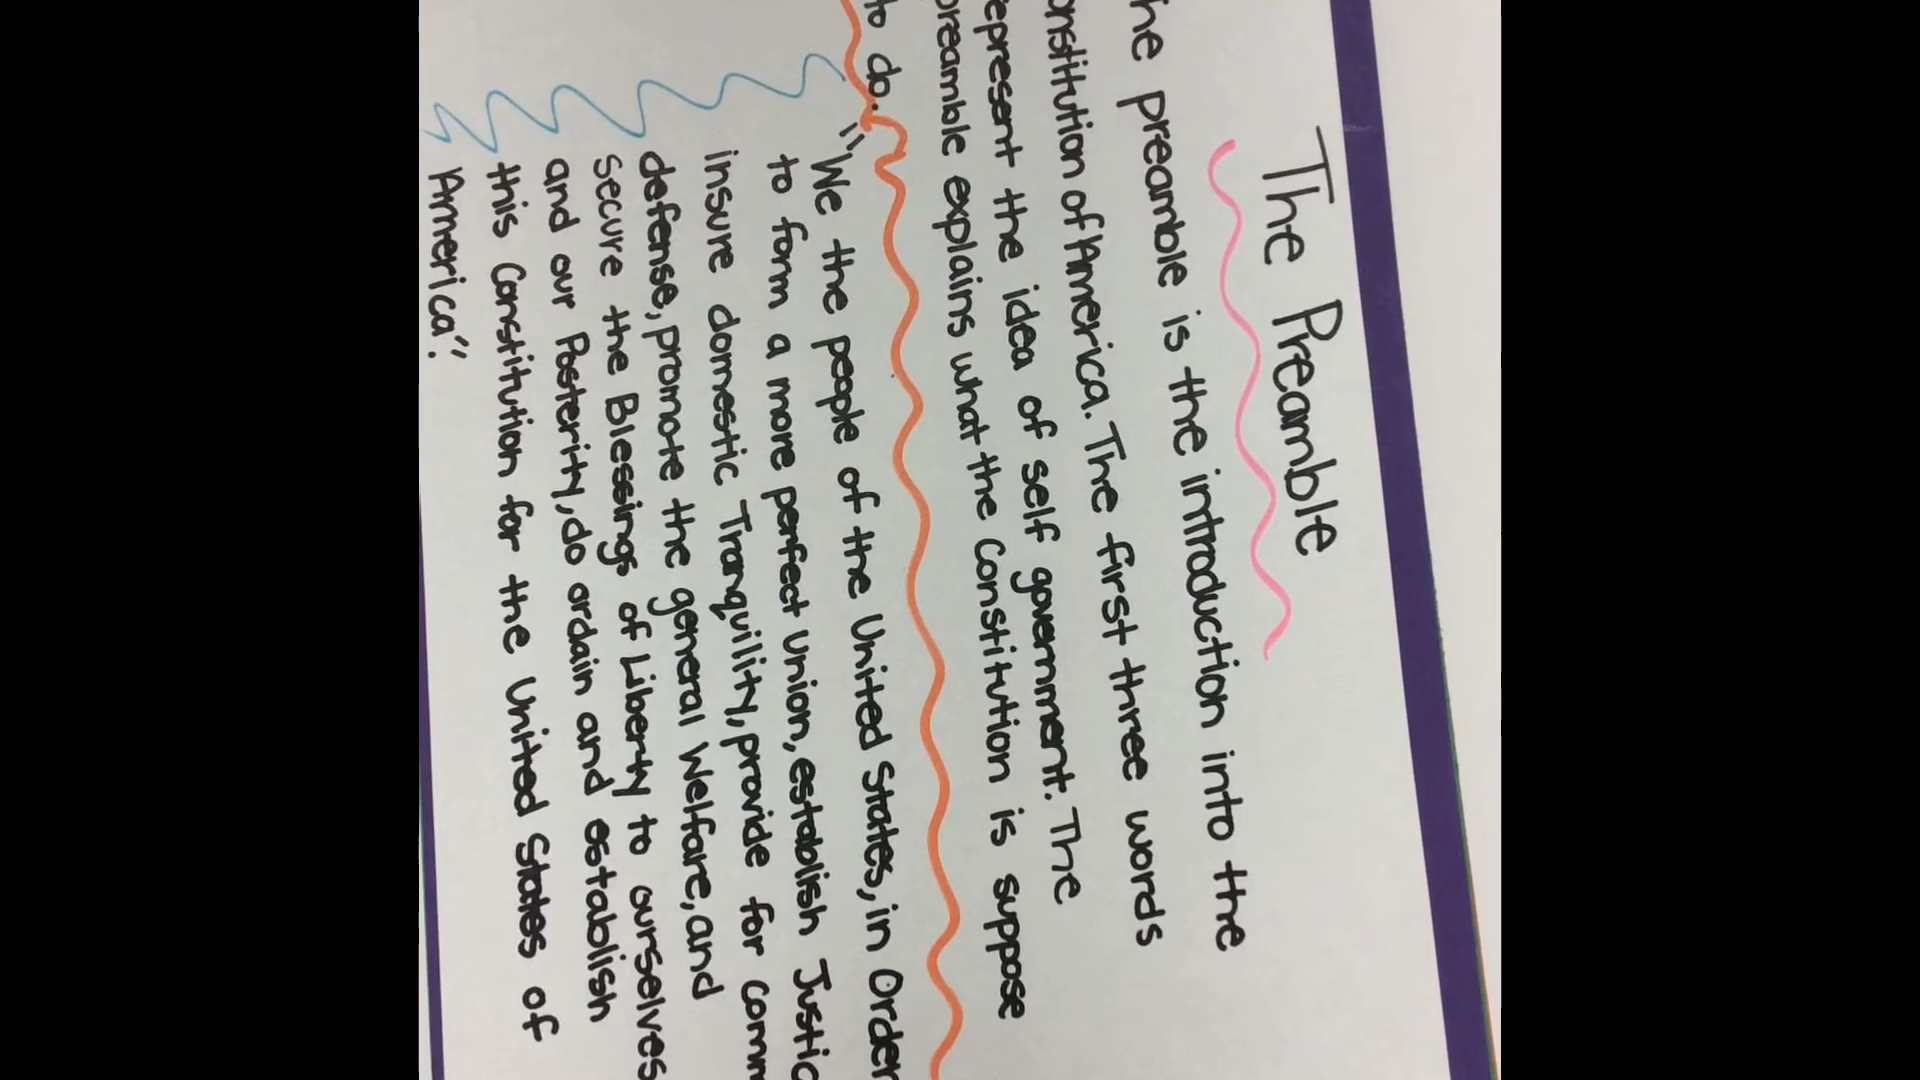 The Preamble
he preamble is the introduction into the
onstitution of America. The first three words
epresent the idea of self government. The
preamble explains what the Constitution is suppose
to do.
"We the people of the United States, in Order
to form a more perfect Union, establish Justic
insure domestic Tranquility, provide for comm
defense, promote the general Welfare, and
secure the Blessings of Liberty to ourselves
and our Posterity, do ordain and establish
this Constitution for the United States of
America".